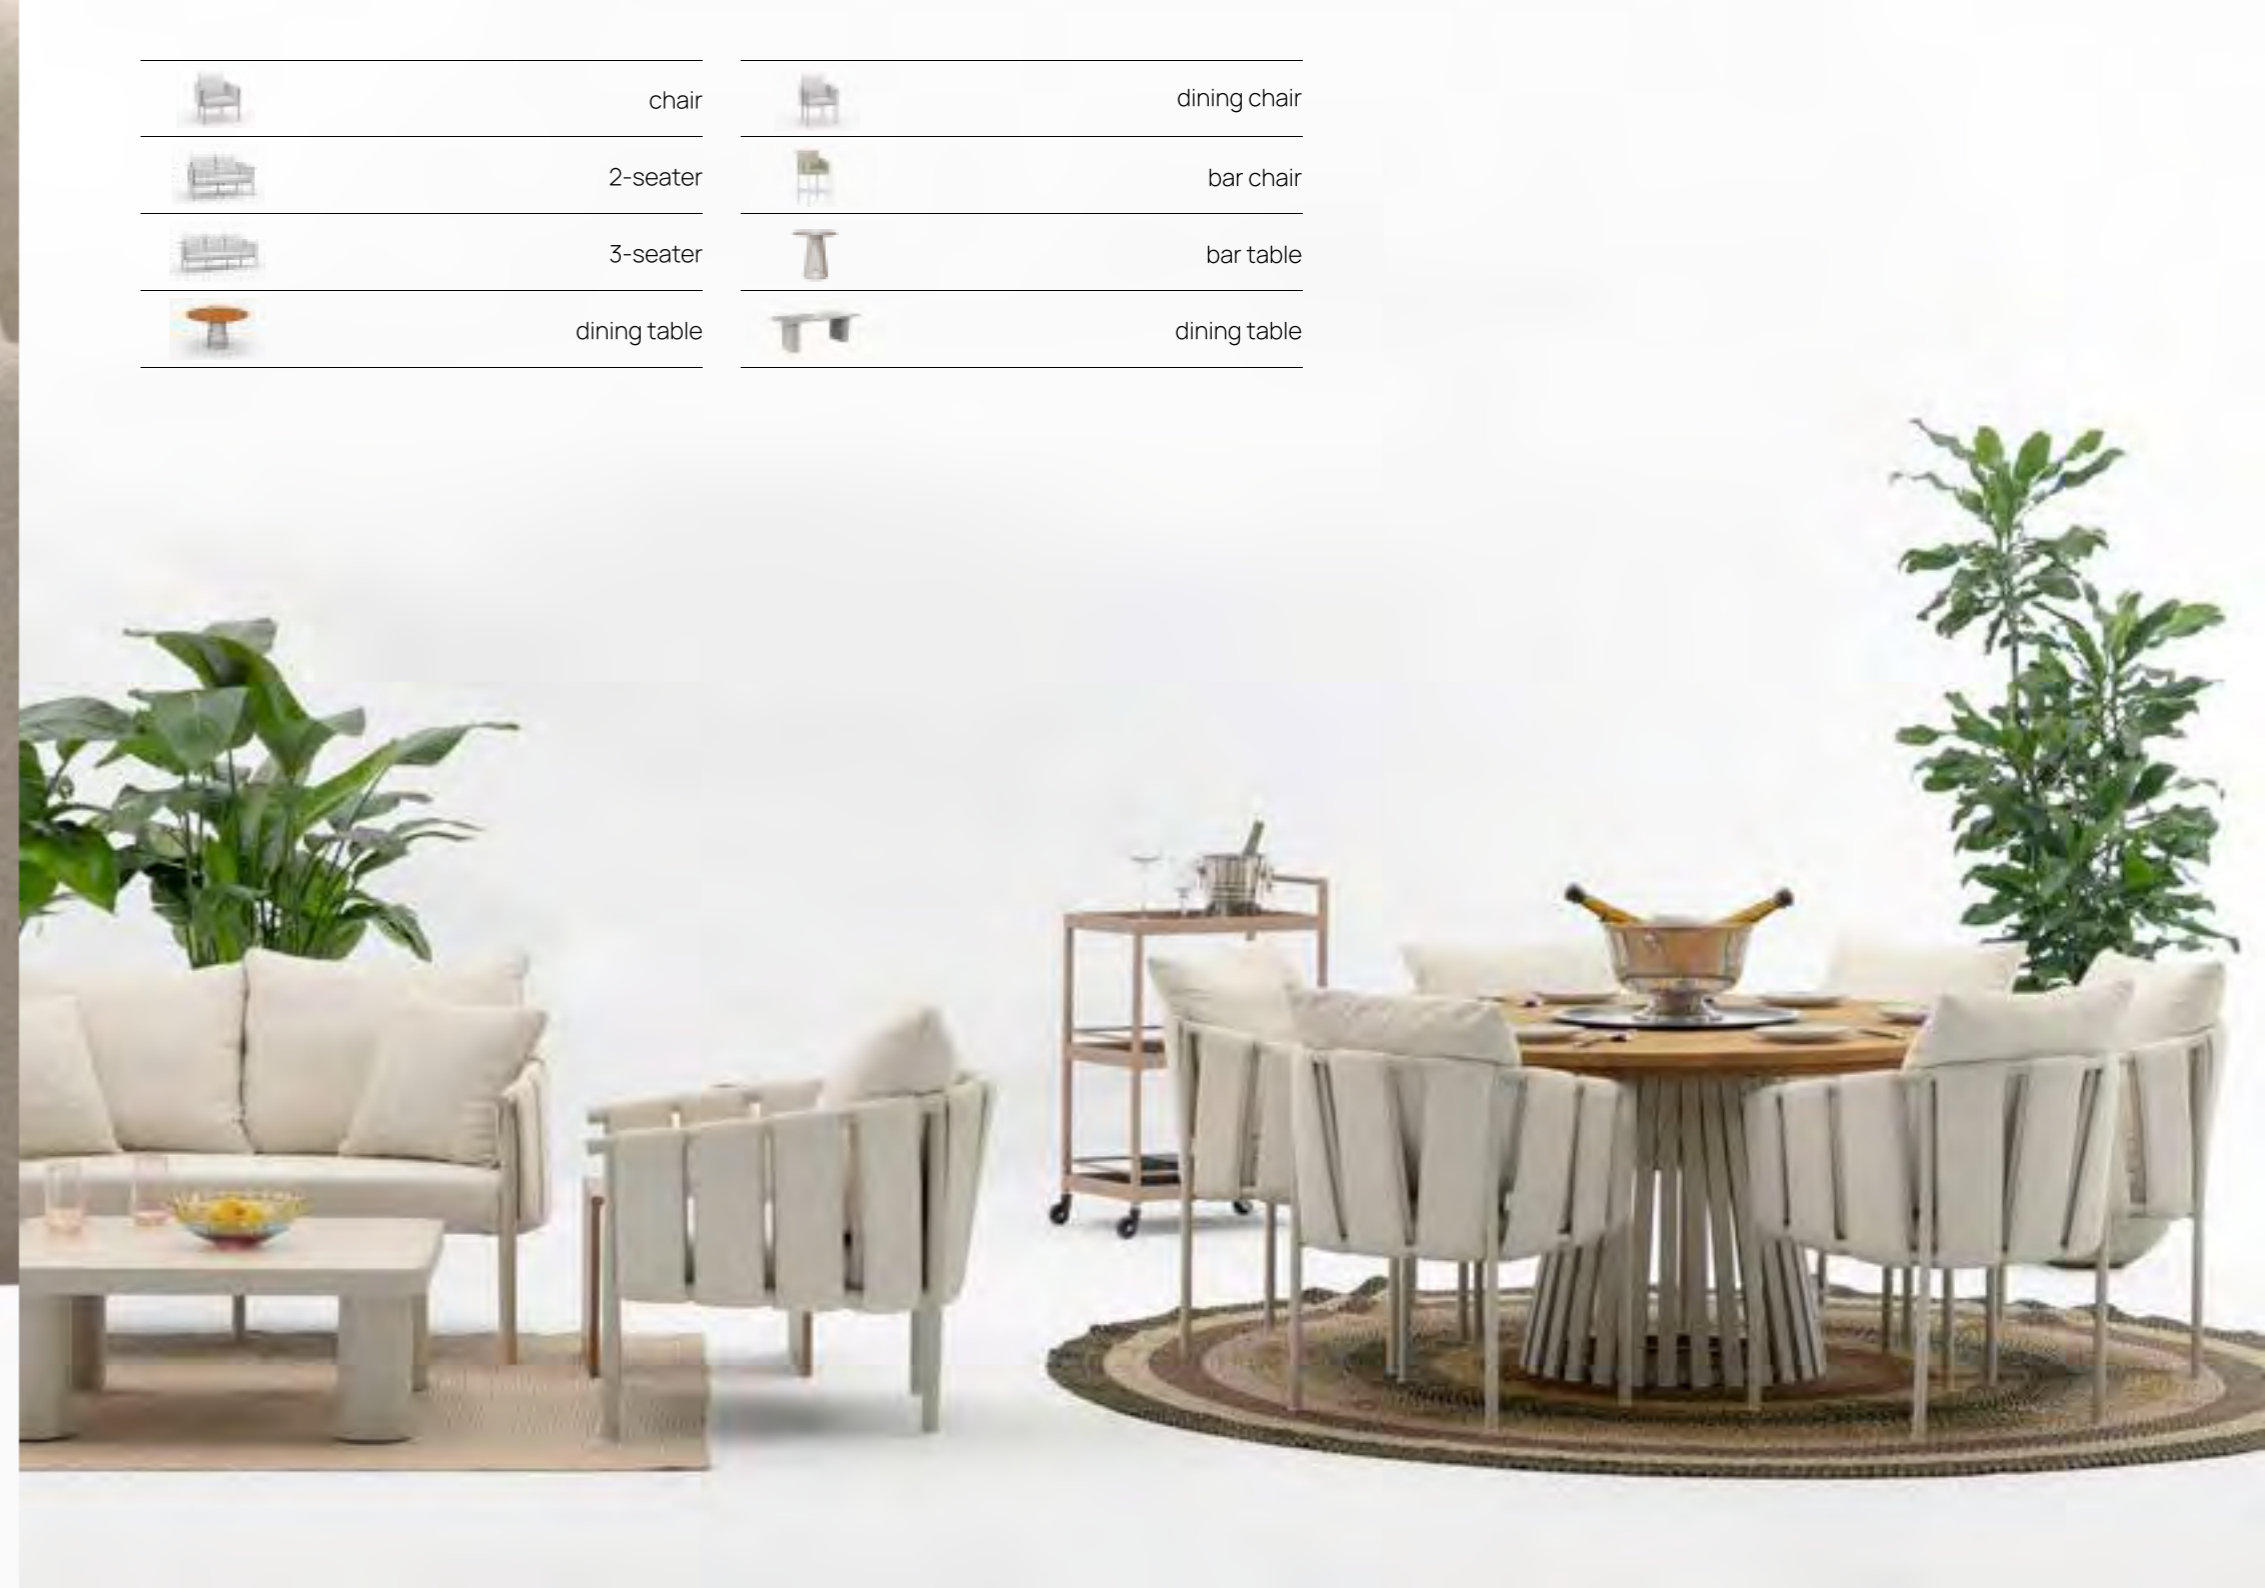 chair
2-seater
3-seater
dining table
dining chair
bar chair
bar table
dining table